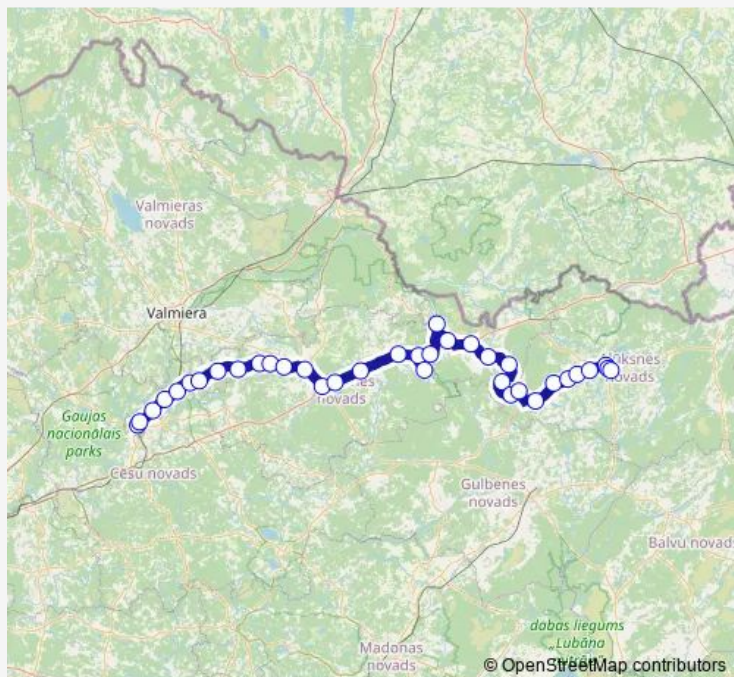 Valmieras
novads
Valmiera
novads
novads
Gaujas
nacionālais
parks
Cēsu novads
Gulbenes
novads
Balvu novads
dabas liegums
"Lubāna
Madonas
novads
© OpenStreetMap contributors